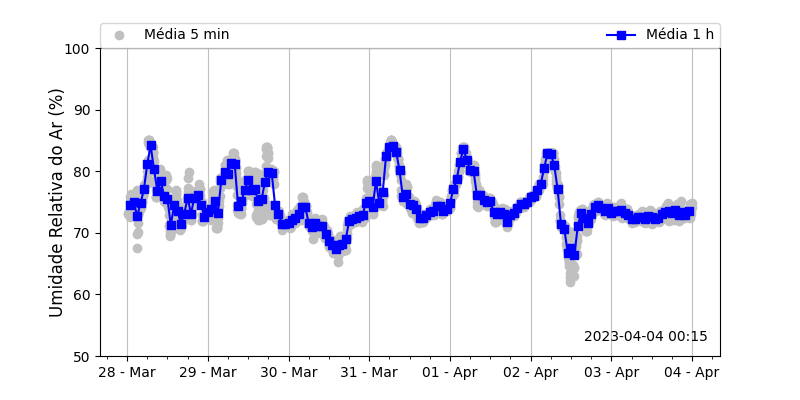 Média 5 min
Média 1 h
Umidade Relativa do Ar (%)
100
90
80
70
60
50
2023-04-04 00:15
28 - Mar
29 - Mar
30 - Mar
31 - Mar
01 - Apr
02 - Apr
03 - Apr
04 - Apr